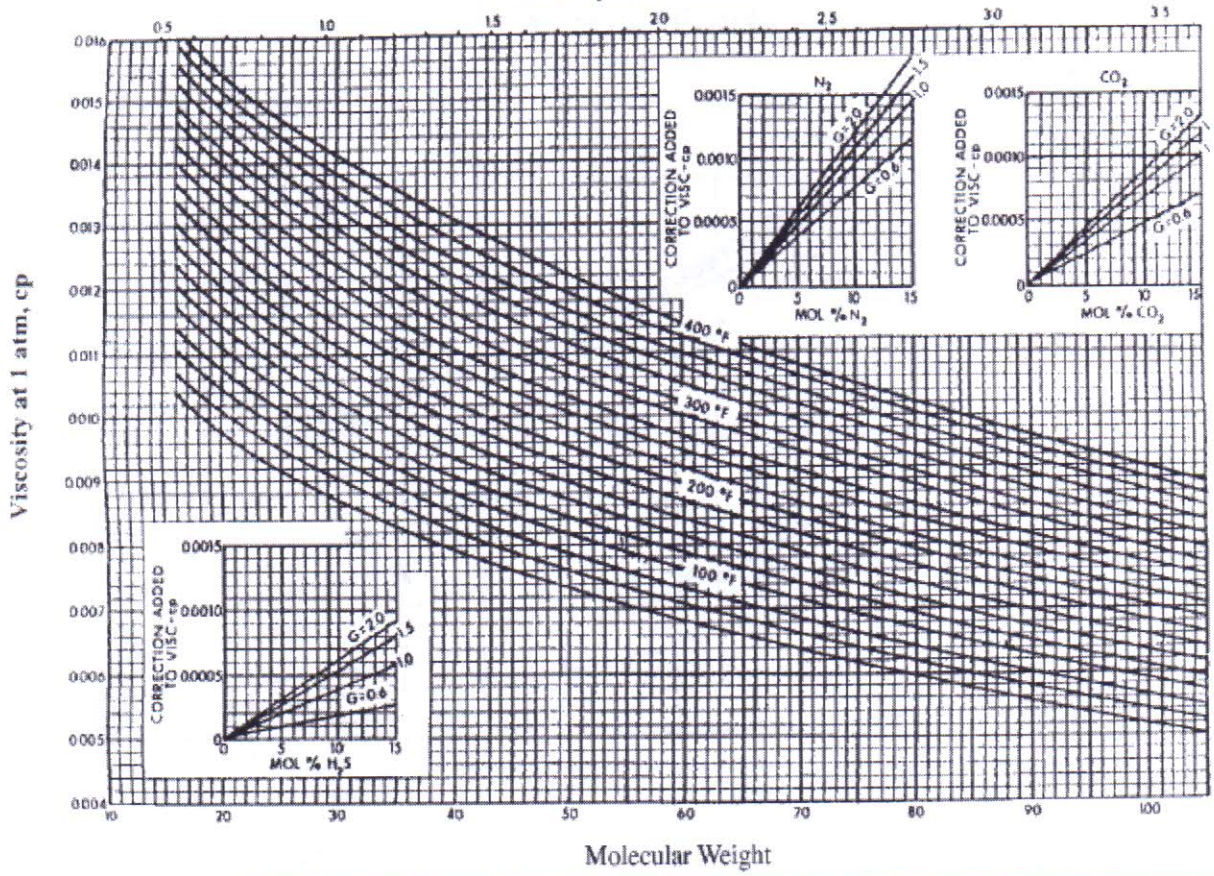 0.5 1.0 1.5 2.0 2.5 3.0 3.5
0.016
0.015
0.014
0.013
0.012
0.011
0.010
0.009
0.008
0.007
0.006
0.005
0.004
Viscosity at 1 atm, cp
N₂
CORRECTION ADDED
TO VISC-cp
0.0015
0.0010
0.00005
0
0 5 10 15
MOL % N₂
G=2.0
1.5
1.0
G=0.6
CO₂
CORRECTION ADDED
TO VISC-cp
0.0015
0.0010
0.0005
0
0 5 10 15
MOL % CO₂
G=2.0
G=0.6
400 °F
300 °F
200 °F
100 °F
CORRECTION ADDED
TO VISC-cp
0.0015
0.0010
0.0005
0
0 5 10 15
MOL % H₂S
G=2.0
1.5
1.0
G=0.6
10 20 30 40 50 60 70 80 90 100
Molecular Weight